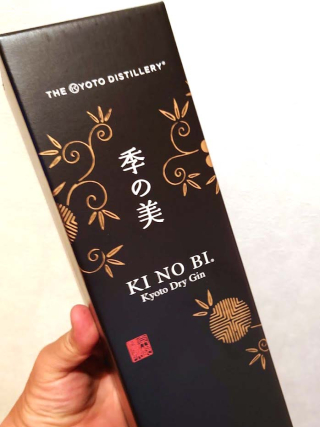 THE KYOTO DISTILLERY®
季の美
KI NO BI®
Kyoto Dry Gin